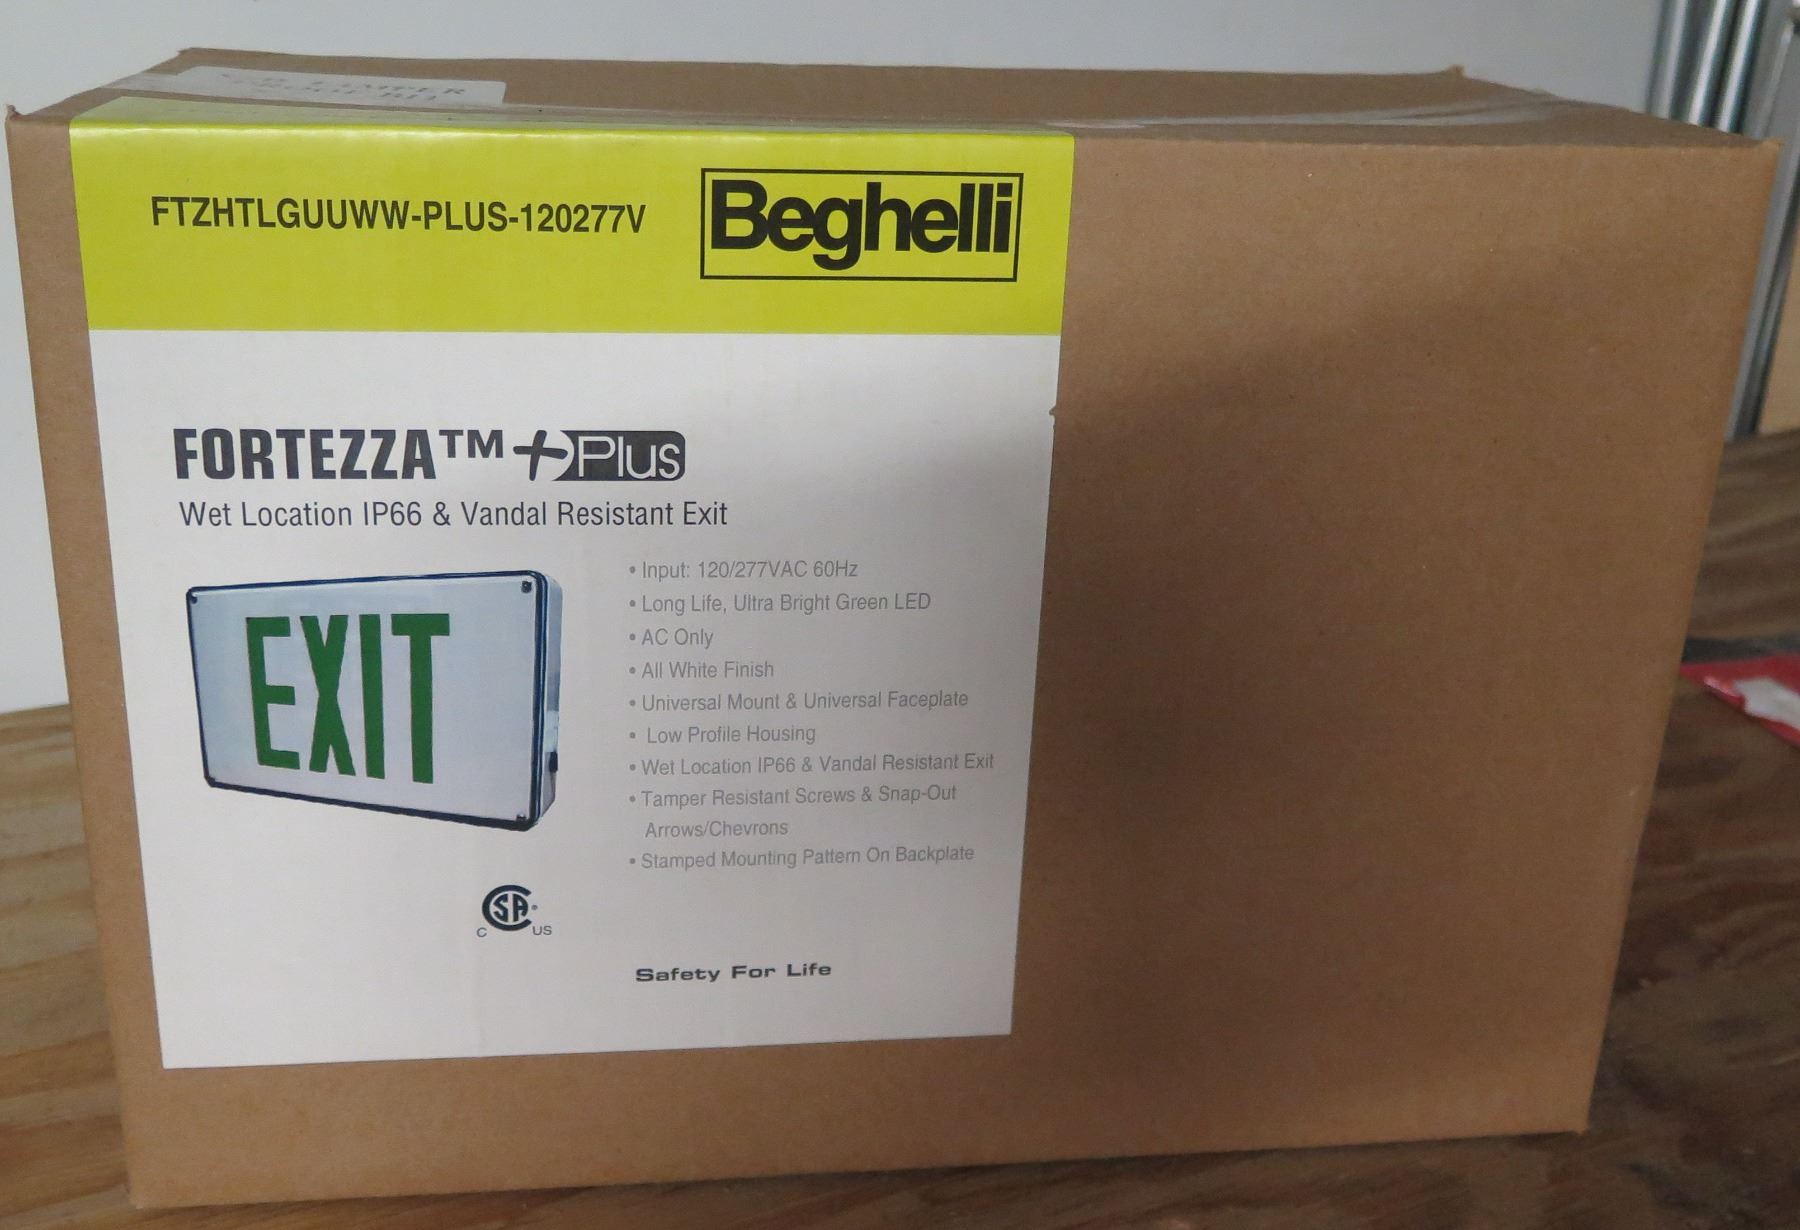 FTZHTLGUUWW-PLUS-120277V
Beghelli
FORTEZZA™ +Plus
Wet Location IP66 & Vandal Resistant Exit
EXIT
• Input: 120/277VAC 60Hz
• Long Life, Ultra Bright Green LED
• AC Only
• All White Finish
• Universal Mount & Universal Faceplate
• Low Profile Housing
• Wet Location IP66 & Vandal Resistant Exit
• Tamper Resistant Screws & Snap-Out
Arrows/Chevrons
• Stamped Mounting Pattern On Backplate
CSA®
C US
Safety For Life